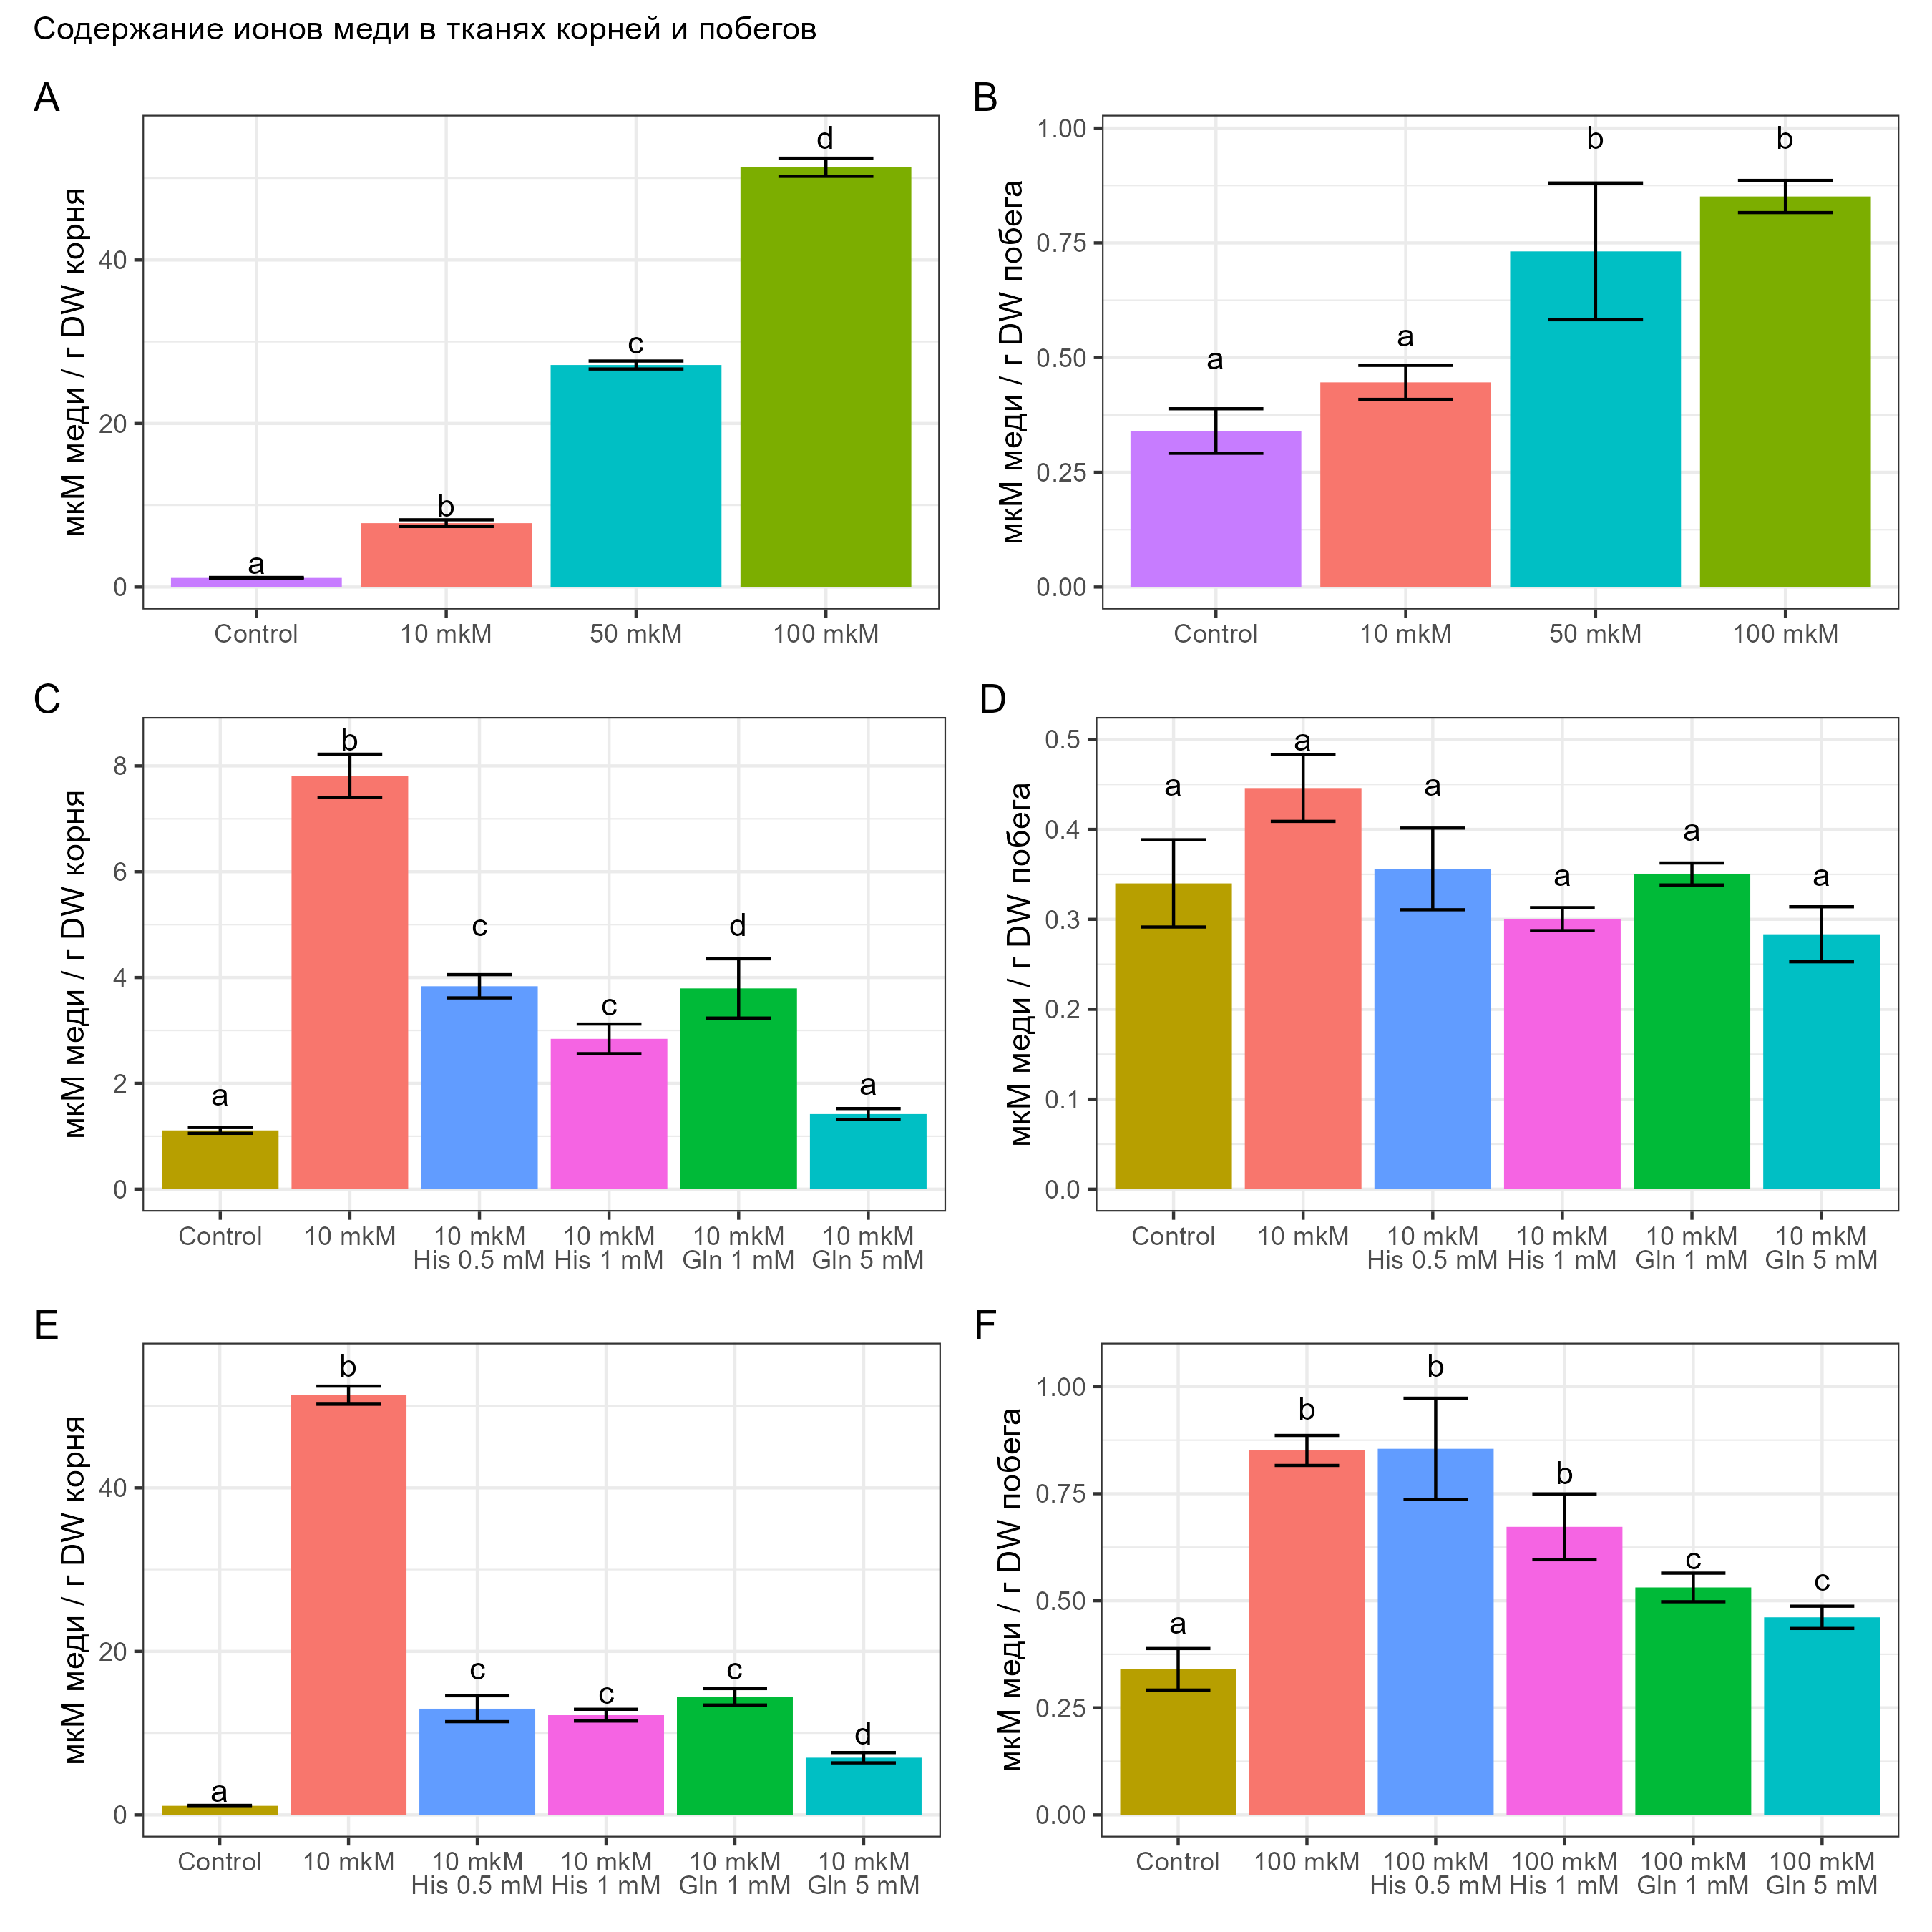 Содержание ионов меди в тканях корней и побегов
A
мкМ меди / г DW корня
40
20
0
a
b
c
d
Control
10 mkM
50 mkM
100 mkM
B
мкМ меди / г DW побега
1.00
0.75
0.50
0.25
0.00
a
a
b
b
Control
10 mkM
50 mkM
100 mkM
C
мкМ меди / г DW корня
8
6
4
2
0
a
b
c
c
d
a
Control
10 mkM
10 mkM
His 0.5 mM
10 mkM
His 1 mM
10 mkM
Gln 1 mM
10 mkM
Gln 5 mM
D
мкМ меди / г DW побега
0.5
0.4
0.3
0.2
0.1
0.0
a
a
a
a
a
a
Control
10 mkM
10 mkM
His 0.5 mM
10 mkM
His 1 mM
10 mkM
Gln 1 mM
10 mkM
Gln 5 mM
E
мкМ меди / г DW корня
40
20
0
a
b
c
c
c
d
Control
10 mkM
10 mkM
His 0.5 mM
10 mkM
His 1 mM
10 mkM
Gln 1 mM
10 mkM
Gln 5 mM
F
мкМ меди / г DW побега
1.00
0.75
0.50
0.25
0.00
a
b
b
b
c
c
Control
100 mkM
100 mkM
His 0.5 mM
100 mkM
His 1 mM
100 mkM
Gln 1 mM
100 mkM
Gln 5 mM